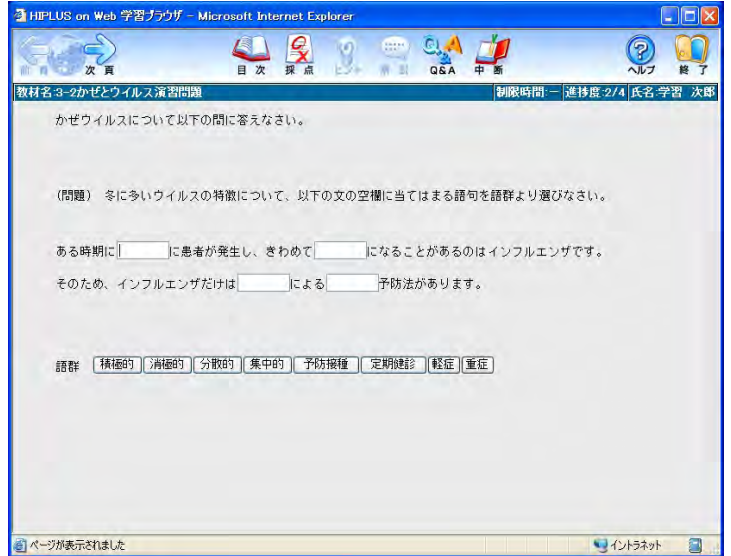 HIPLUS on Web 学習ブラウザ - Microsoft Internet Explorer
前頁 次頁 目次 採点 ヒント 解説 Q&A 中断 ヘルプ 終了
教材名:3-2かぜとウイルス演習問題 制限時間:－ 進捗度:2/4 氏名:学習 次郎
かぜウイルスについて以下の問に答えなさい。
(問題) 冬に多いウイルスの特徴について、以下の文の空欄に当てはまる語句を語群より選びなさい。
ある時期に に患者が発生し、きわめて になることがあるのはインフルエンザです。
そのため、インフルエンザだけは による 予防法があります。
語群 積極的 消極的 分散的 集中的 予防接種 定期健診 軽症 重症
ページが表示されました イントラネット